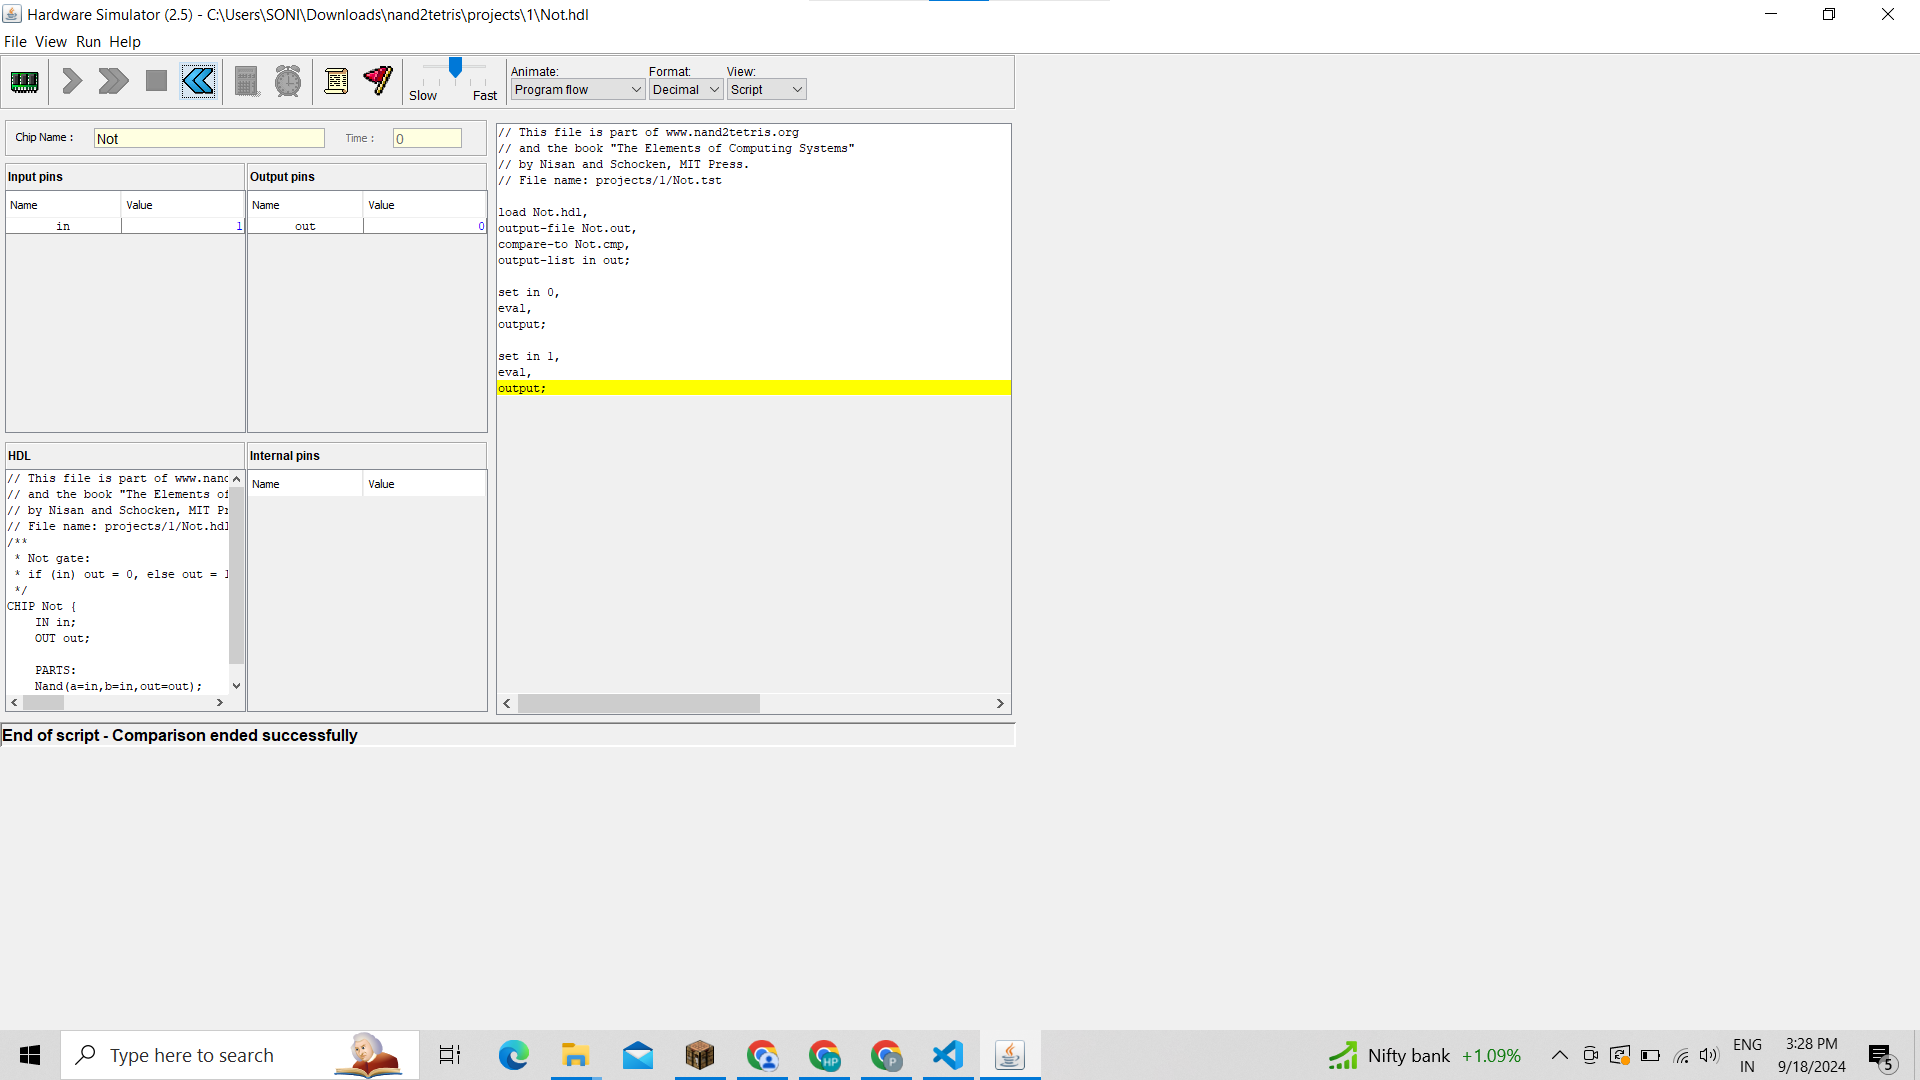 Hardware Simulator (2.5) - C:\Users\SONI\Downloads\nand2tetris\projects\1\Not.hdl
File View Run Help
Slow Fast
Animate: Format: View:
Program flow Decimal Script
Chip Name : Not Time : 0
Input pins Output pins
Name Value Name Value
in 1 out 0
// This file is part of www.nand2tetris.org
// and the book "The Elements of Computing Systems"
// by Nisan and Schocken, MIT Press.
// File name: projects/1/Not.tst
load Not.hdl,
output-file Not.out,
compare-to Not.cmp,
output-list in out;
set in 0,
eval,
output;
set in 1,
eval,
output;
HDL Internal pins
Name Value
// This file is part of www.nand
// and the book "The Elements of
// by Nisan and Schocken, MIT Pr
// File name: projects/1/Not.hdl
/**
* Not gate:
* if (in) out = 0, else out = 1
*/
CHIP Not {
IN in;
OUT out;
PARTS:
Nand(a=in,b=in,out=out);
End of script - Comparison ended successfully
Type here to search
HP
P
Nifty bank +1.09%
ENG
IN
3:28 PM
9/18/2024
5